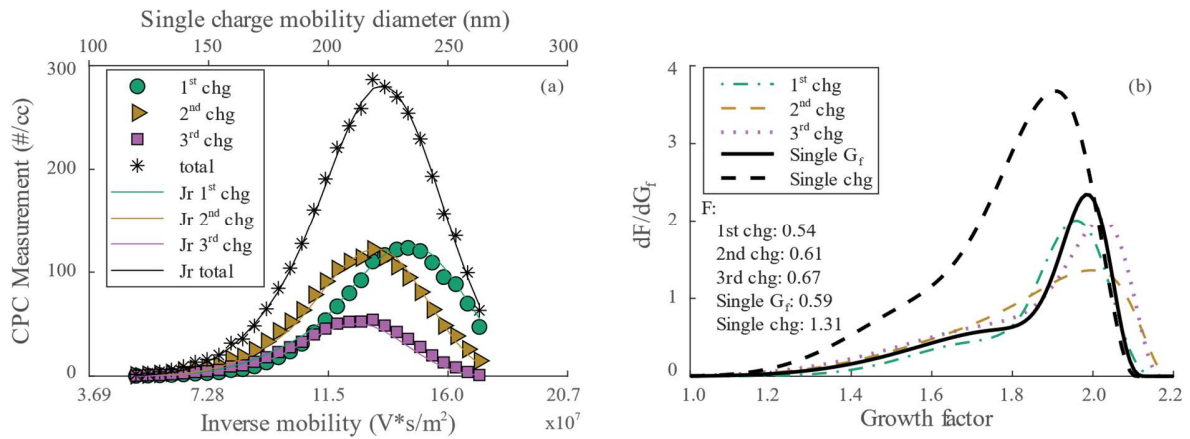 Single charge mobility diameter (nm)
100 150 200 250 300
300
200
100
0
CPC Measurement (#/cc)
(a)
1st chg
2nd chg
3rd chg
total
Jr 1st chg
Jr 2nd chg
Jr 3rd chg
Jr total
3.69 7.28 11.5 16.0 20.7
Inverse mobility (V*s/m²) x10⁷
(b)
1st chg
2nd chg
3rd chg
Single Gf
Single chg
F:
1st chg: 0.54
2nd chg: 0.61
3rd chg: 0.67
Single Gf: 0.59
Single chg: 1.31
4
3
2
1
0
dF/dGf
1.0 1.2 1.4 1.6 1.8 2.0 2.2
Growth factor